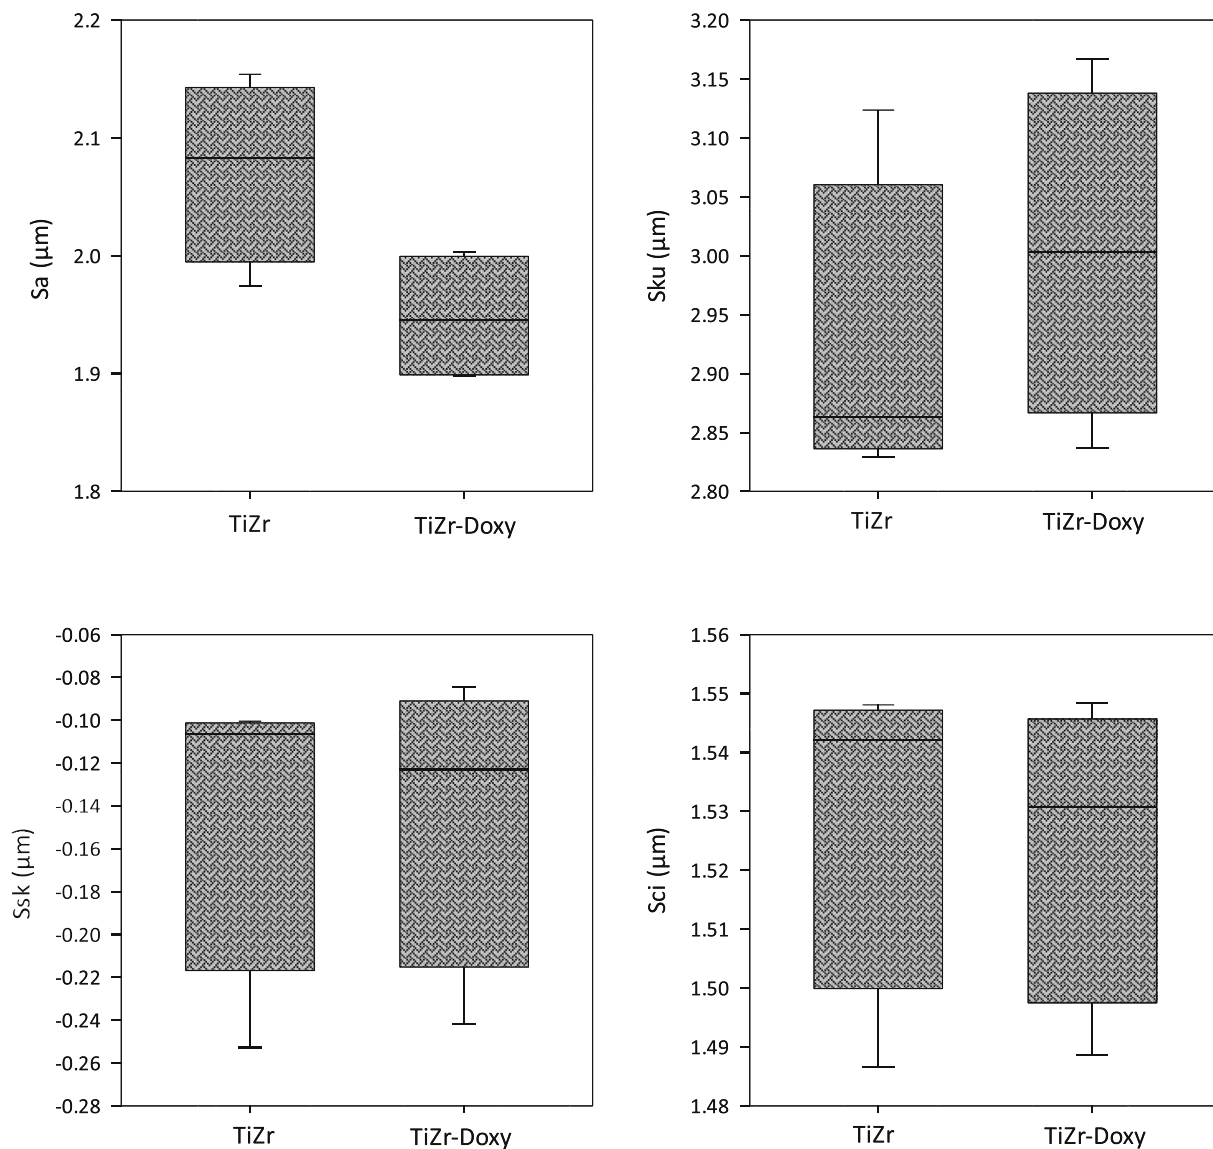 2.2
2.1
2.0
1.9
1.8
Sa (µm)
TiZr
TiZr-Doxy
3.20
3.15
3.10
3.05
3.00
2.95
2.90
2.85
2.80
Sku (µm)
TiZr
TiZr-Doxy
-0.06
-0.08
-0.10
-0.12
-0.14
-0.16
-0.18
-0.20
-0.22
-0.24
-0.26
-0.28
Ssk (µm)
TiZr
TiZr-Doxy
1.56
1.55
1.54
1.53
1.52
1.51
1.50
1.49
1.48
Sci (µm)
TiZr
TiZr-Doxy